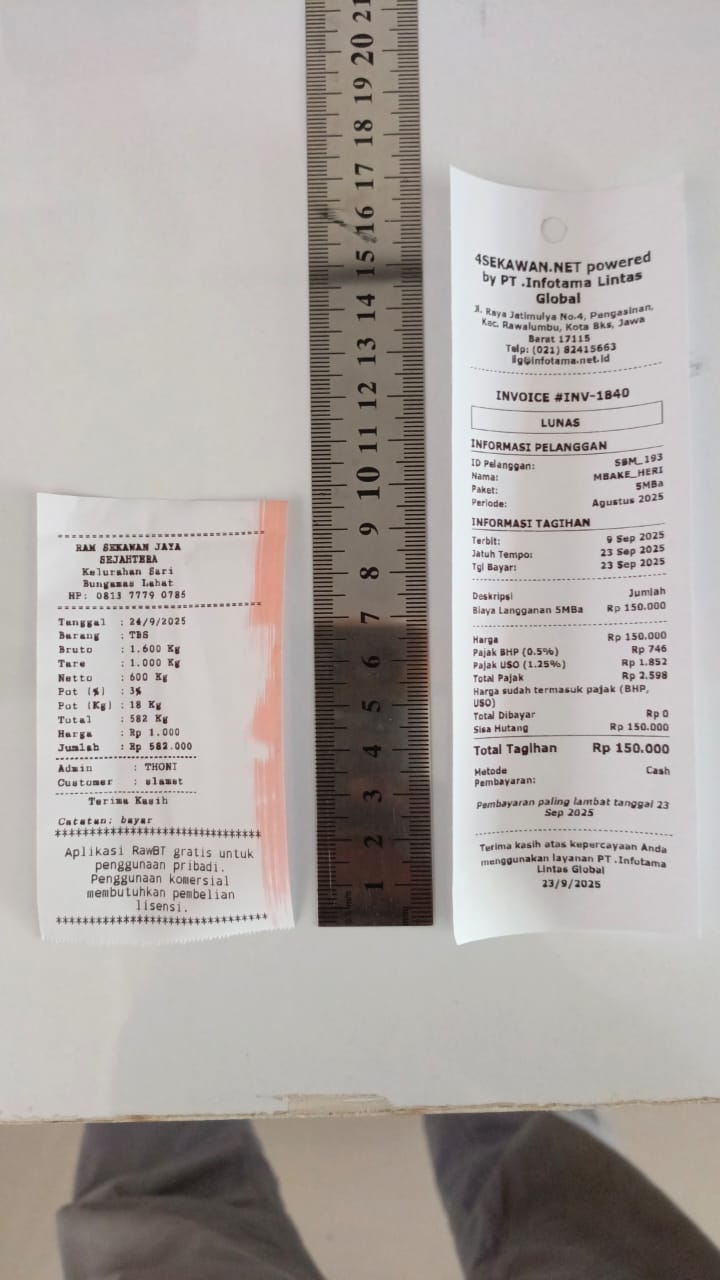 RAM SEKAWAN JAYA
SEJAHTERA
Kelurahan Sari
Bungamas Lahat
HP: 0813 7779 0785
Tanggal : 24/9/2025
Barang : TBS
Bruto : 1.600 Kg
Tare : 1.000 Kg
Netto : 600 Kg
Pot (%) : 3%
Pot (Kg) : 18 Kg
Total : 582 Kg
Harga : Rp 1.000
Jumlah : Rp 582.000
Admin : THONI
Customer : slamet
Terima Kasih
Catatan: bayar
****************************
Aplikasi RawBT gratis untuk
penggunaan pribadi.
Penggunaan komersial
membutuhkan pembelian
lisensi.
****************************
21
20
19
18
17
16
15
14
13
12
11
10
9
8
7
6
5
4
3
2
1
4SEKAWAN.NET powered
by PT .Infotama Lintas
Global
Jl. Raya Jatimulya No.4, Pengasinan,
Kec. Rawalumbu, Kota Bks, Jawa
Barat 17115
Telp: (021) 82415663
ilg@infotama.net.id
INVOICE #INV-1840
LUNAS
INFORMASI PELANGGAN
ID Pelanggan: SBM_193
Nama: MBAKE_HERI
Paket: 5MBa
Periode: Agustus 2025
INFORMASI TAGIHAN
Terbit: 9 Sep 2025
Jatuh Tempo: 23 Sep 2025
Tgl Bayar: 23 Sep 2025
Deskripsi Jumlah
Biaya Langganan 5MBa Rp 150.000
Harga Rp 150.000
Pajak BHP (0.5%) Rp 746
Pajak USO (1.25%) Rp 1.852
Total Pajak Rp 2.598
Harga sudah termasuk pajak (BHP,
USO)
Total Dibayar Rp 0
Sisa Hutang Rp 150.000
Total Tagihan Rp 150.000
Metode Cash
Pembayaran:
Pembayaran paling lambat tanggal 23
Sep 2025
Terima kasih atas kepercayaan Anda
menggunakan layanan PT .Infotama
Lintas Global
23/9/2025